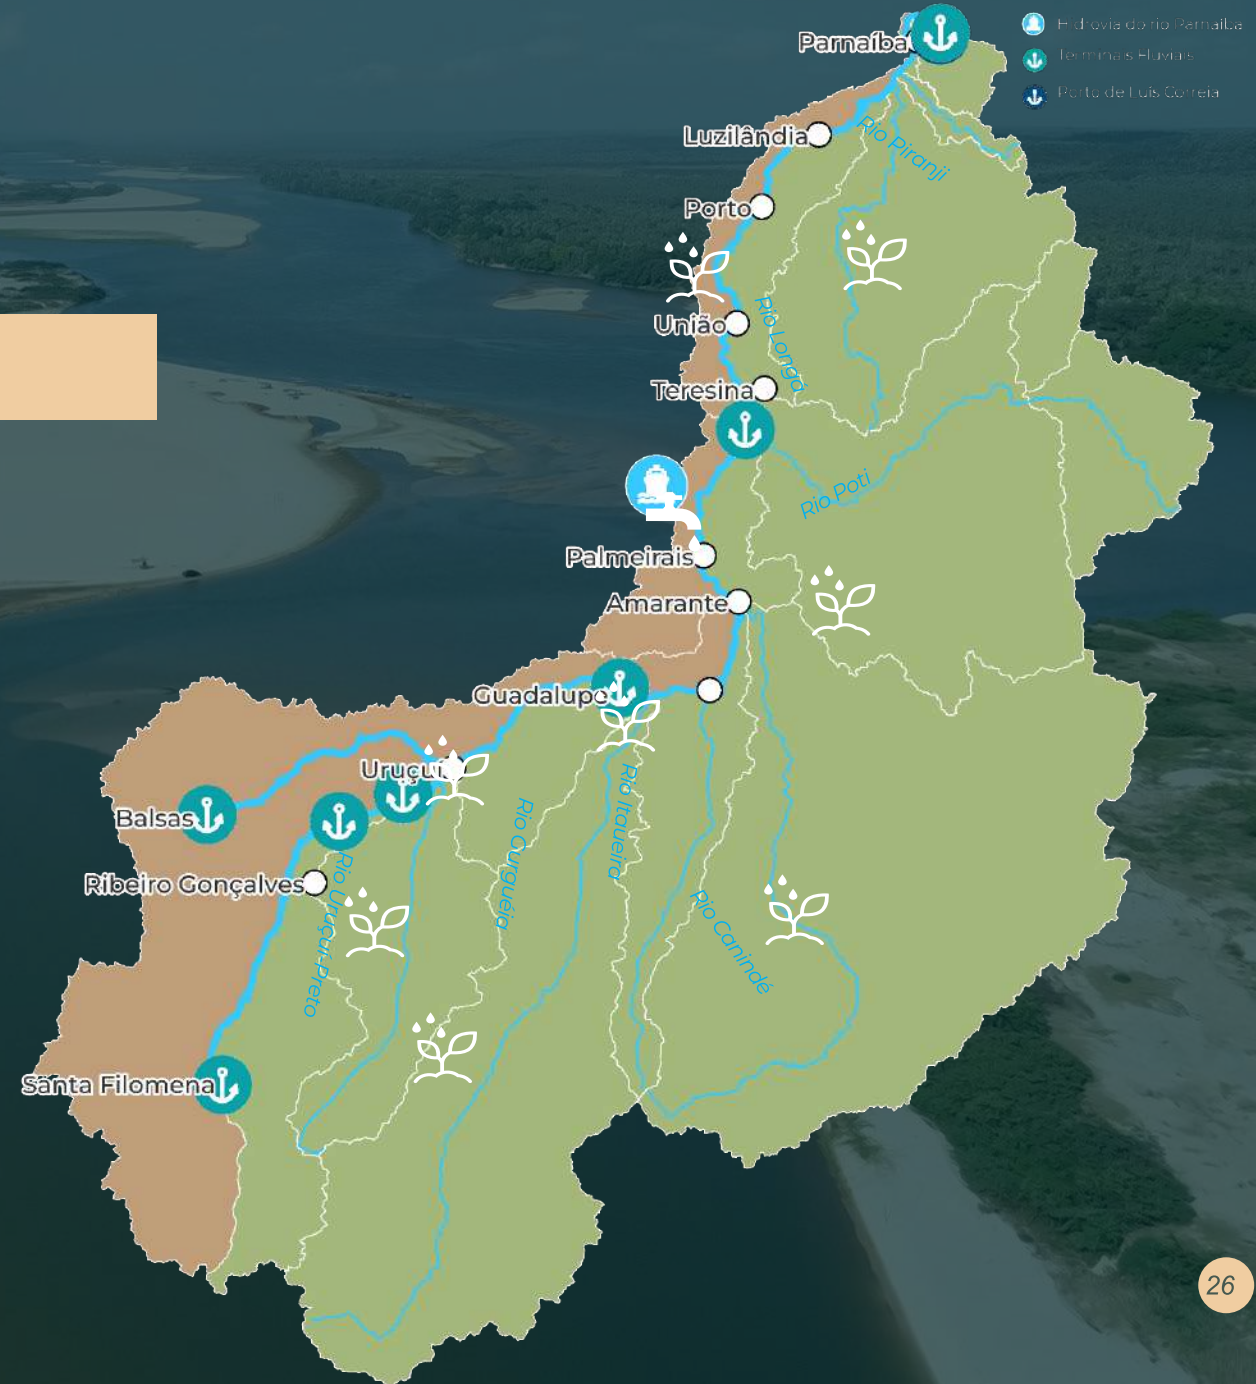 Hidrovia do rio Parnaíba
Terminais Fluviais
Porto de Luís Correia
Parnaíba
Luzilândia
Rio Piranji
Porto
União
Rio Longá
Teresina
Rio Poti
Palmeirais
Amarante
Guadalupe
Uruçuí
Balsas
Rio Itaueira
Rio Gurguéia
Ribeiro Gonçalves
Rio Uruçuí-Preto
Rio Canindé
Santa Filomena
26